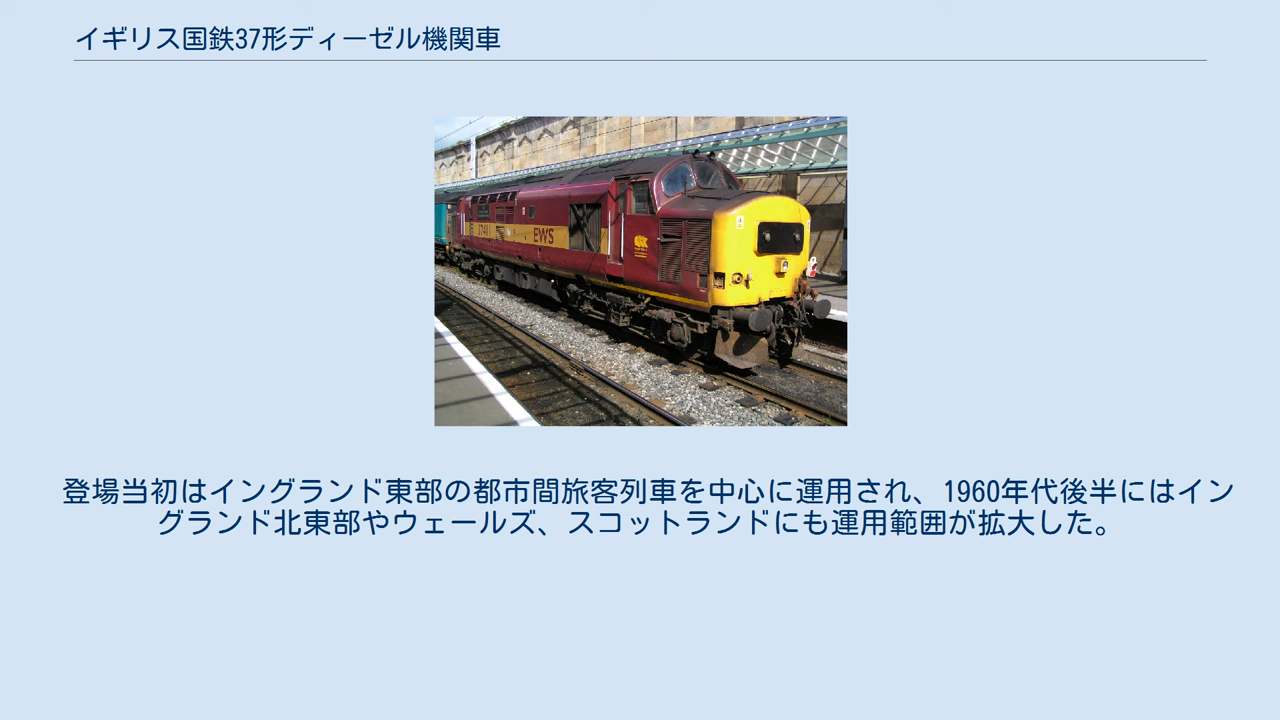 イギリス国鉄37形ディーゼル機関車
EWS
登場当初はイングランド東部の都市間旅客列車を中心に運用され、1960年代後半にはイン
グランド北東部やウェールズ、スコットランドにも運用範囲が拡大した。